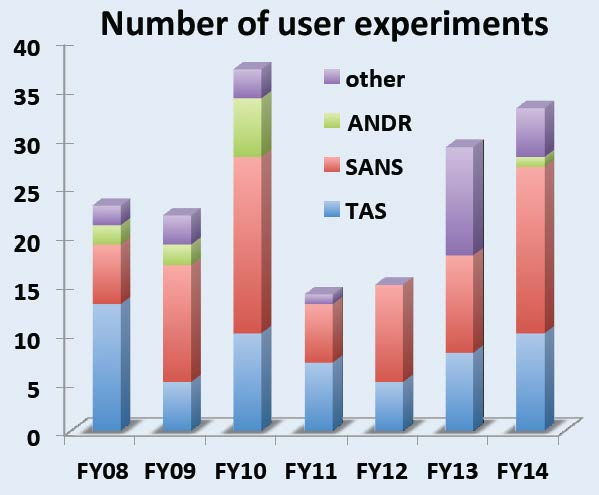 Number of user experiments
40
35
30
25
20
15
10
5
0
other
ANDR
SANS
TAS
FY08 FY09 FY10 FY11 FY12 FY13 FY14